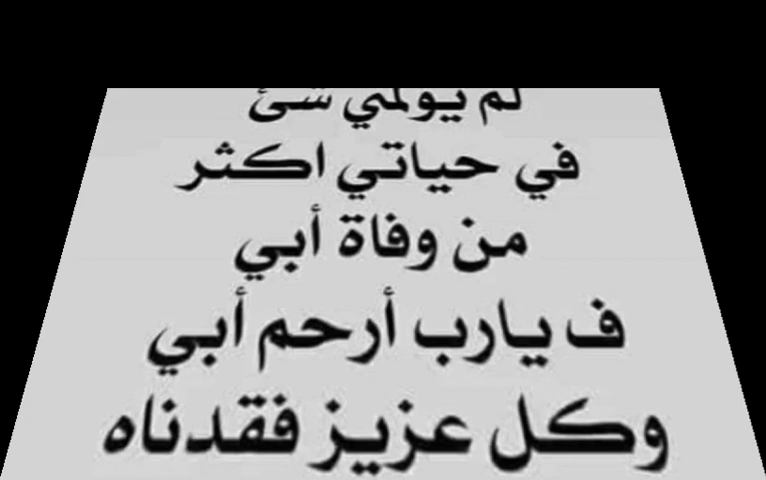 لم يولمني شئ
في حياتي اكثر
من وفاة أبي
ف يارب أرحم أبي
وكل عزيز فقدناه